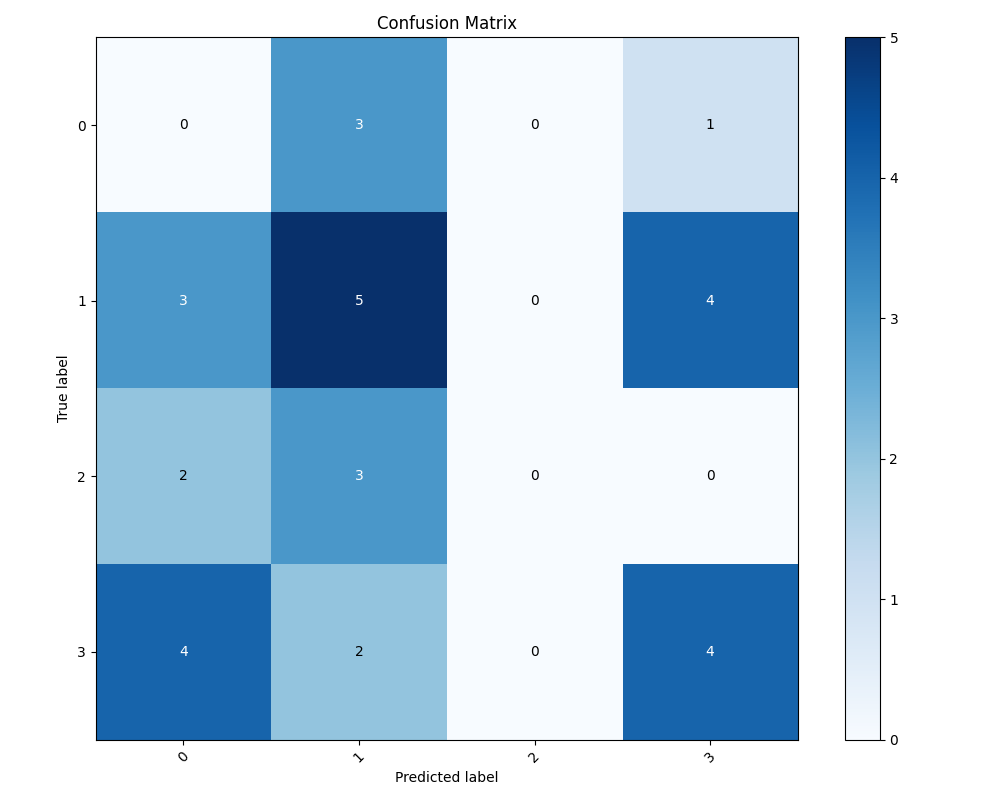 Confusion Matrix
0 0 3 0 1
1 3 5 0 4
2 2 3 0 0
3 4 2 0 4
0 1 2 3
True label
Predicted label
5
4
3
2
1
0